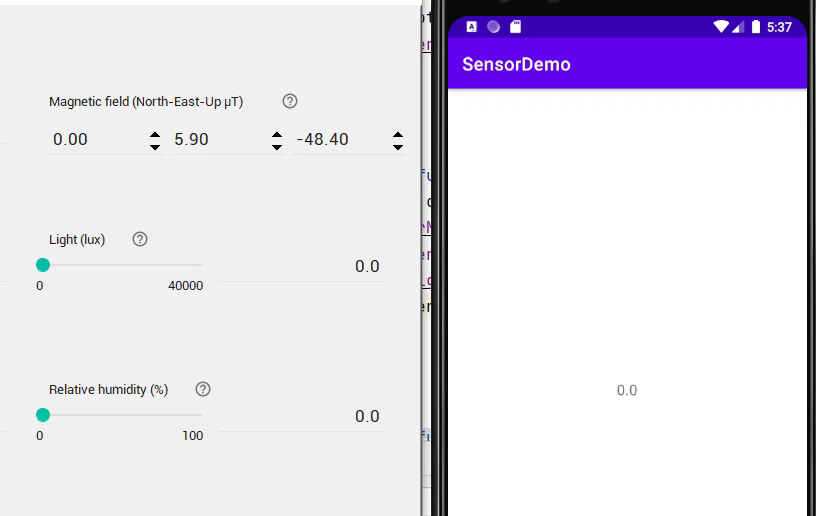 Magnetic field (North-East-Up µT)
0.00 5.90 -48.40
Light (lux)
0.0
0 40000
Relative humidity (%)
0.0
0 100
5:37
SensorDemo
0.0